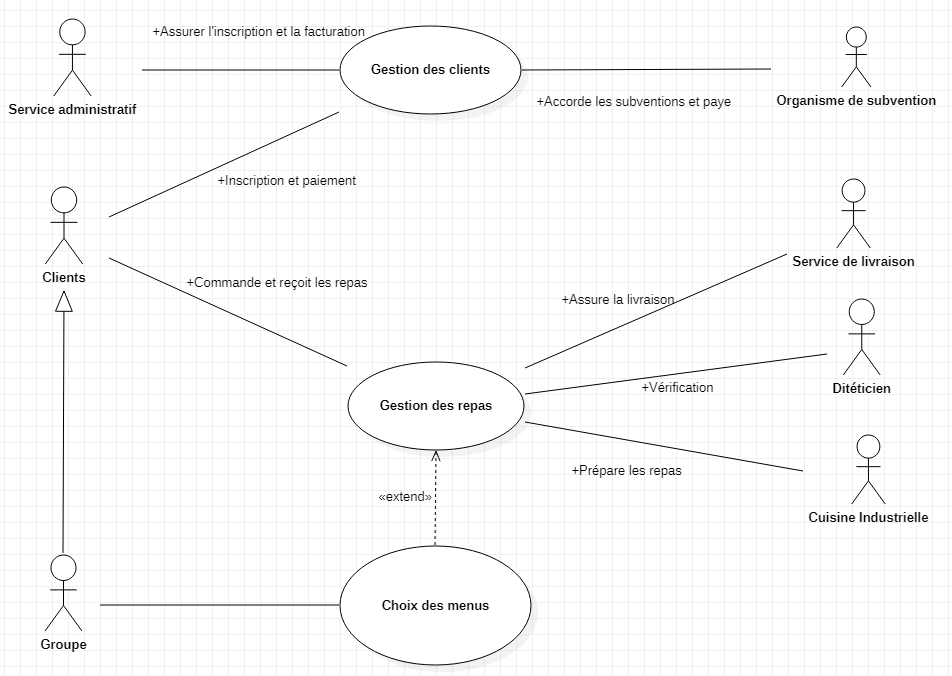 +Assurer l'inscription et la facturation
Gestion des clients
Service administratif
Organisme de subvention
+Accorde les subventions et paye
+Inscription et paiement
Clients
Service de livraison
+Commande et reçoit les repas
+Assure la livraison
+Vérification
Ditéticien
Gestion des repas
+Prépare les repas
«extend»
Cuisine Industrielle
Choix des menus
Groupe